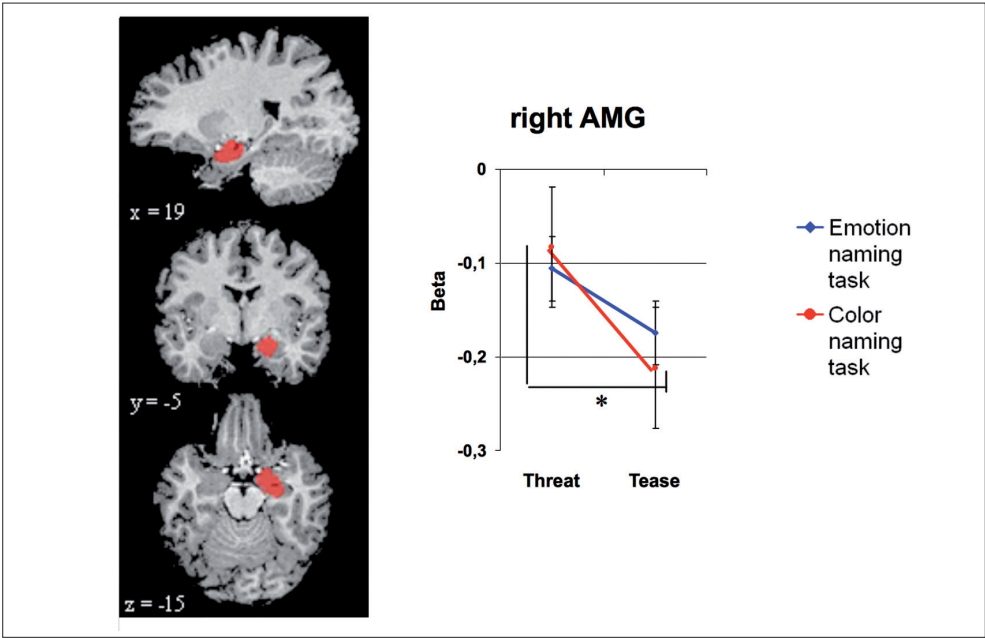 x = 19
y = -5
z = -15
right AMG
Beta
0
-0,1
-0,2
-0,3
*
Threat
Tease
Emotion
naming
task
Color
naming
task